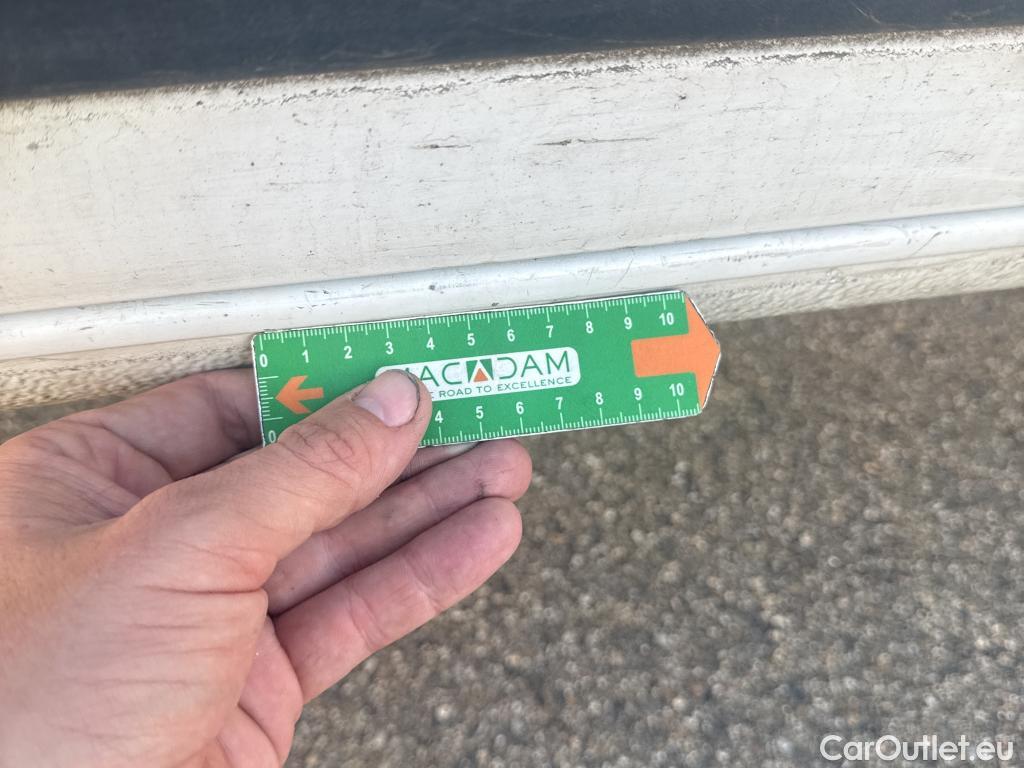 0 1 2 3 4 5 6 7 8 9 10
ACADAM
ROAD TO EXCELLENCE
0 4 5 6 7 8 9 10
CarOutlet.eu